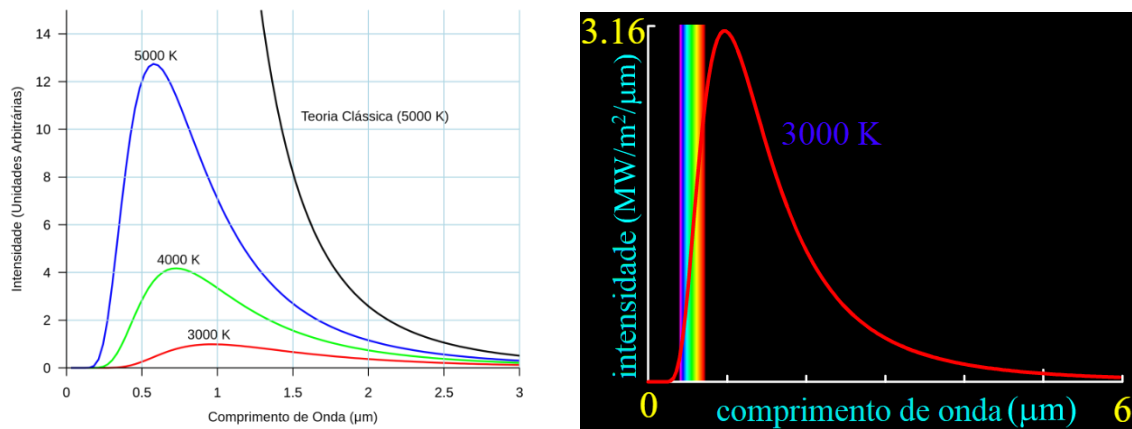 14
12
10
8
6
4
2
0
Intensidade (Unidades Arbitrárias)
5000 K
4000 K
3000 K
Teoria Clássica (5000 K)
0 0.5 1 1.5 2 2.5 3
Comprimento de Onda (µm)
3.16
intensidade (MW/m²/µm)
3000 K
0 6
comprimento de onda (µm)